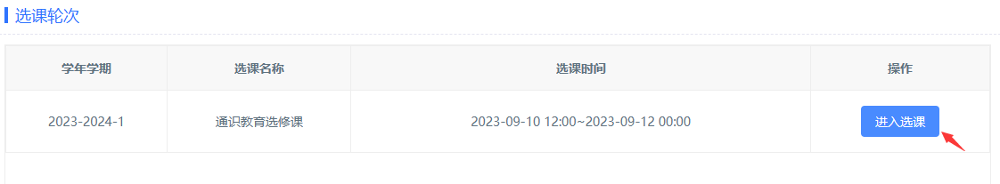 选课轮次
学年学期 选课名称 选课时间 操作
2023-2024-1 通识教育选修课 2023-09-10 12:00~2023-09-12 00:00 进入选课